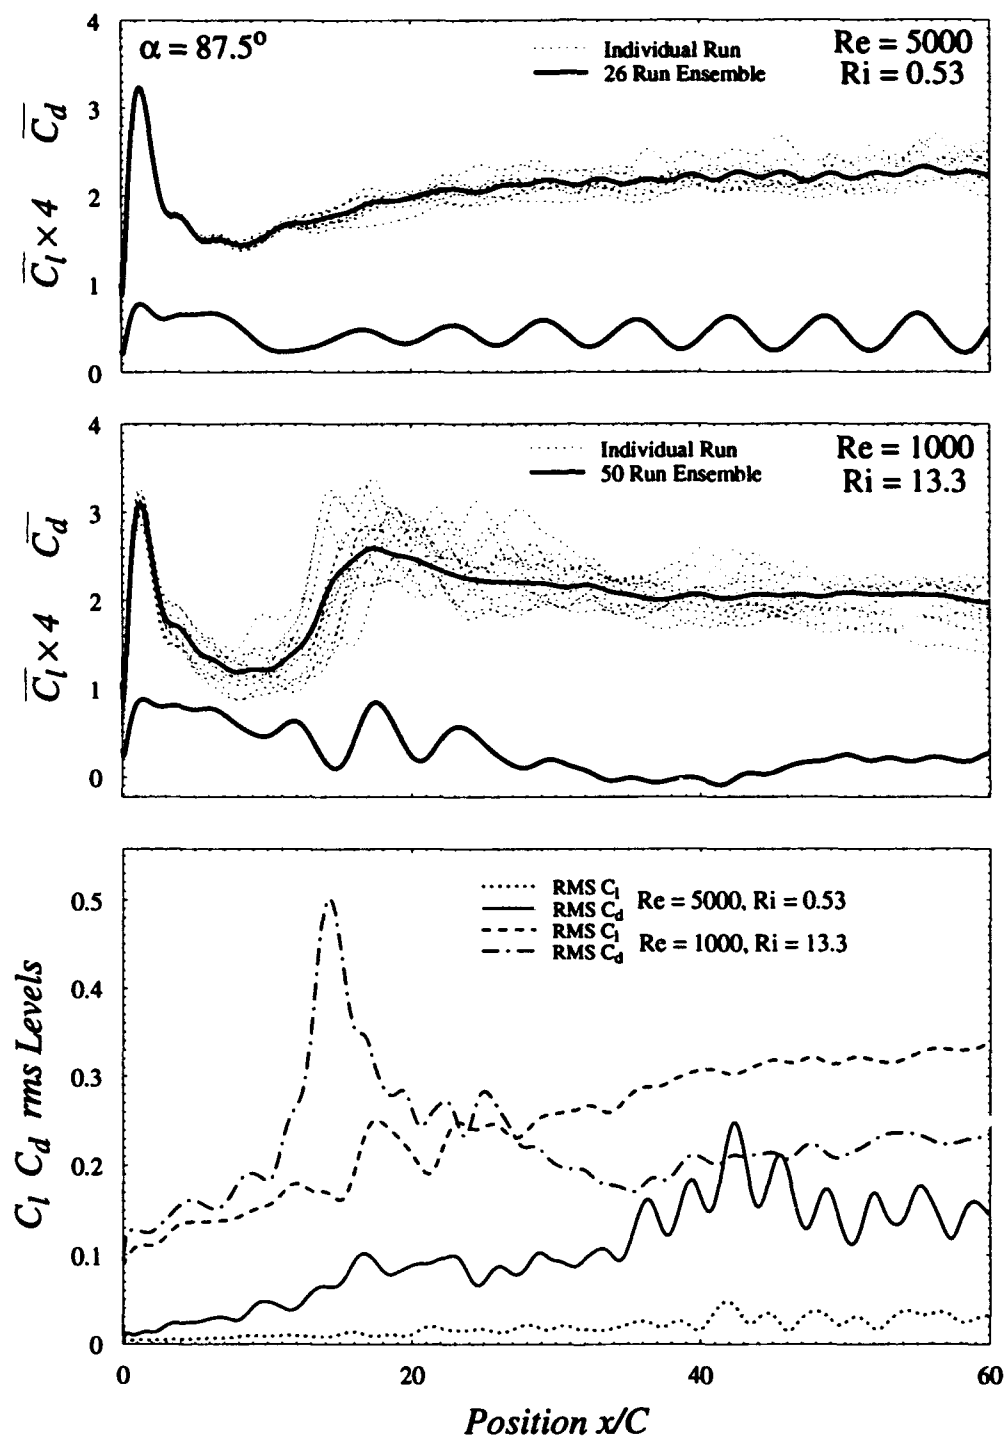 4
α = 87.5°
Individual Run
26 Run Ensemble
Re = 5000
Ri = 0.53
3
2
1
0
C̅l × 4 C̅d
4
Individual Run
50 Run Ensemble
Re = 1000
Ri = 13.3
3
2
1
0
C̅l × 4 C̅d
RMS Cl
RMS Cd
Re = 5000, Ri = 0.53
RMS Cl
RMS Cd
Re = 1000, Ri = 13.3
0.5
0.4
0.3
0.2
0.1
0
Cl Cd rms Levels
0 20 40 60
Position x/C